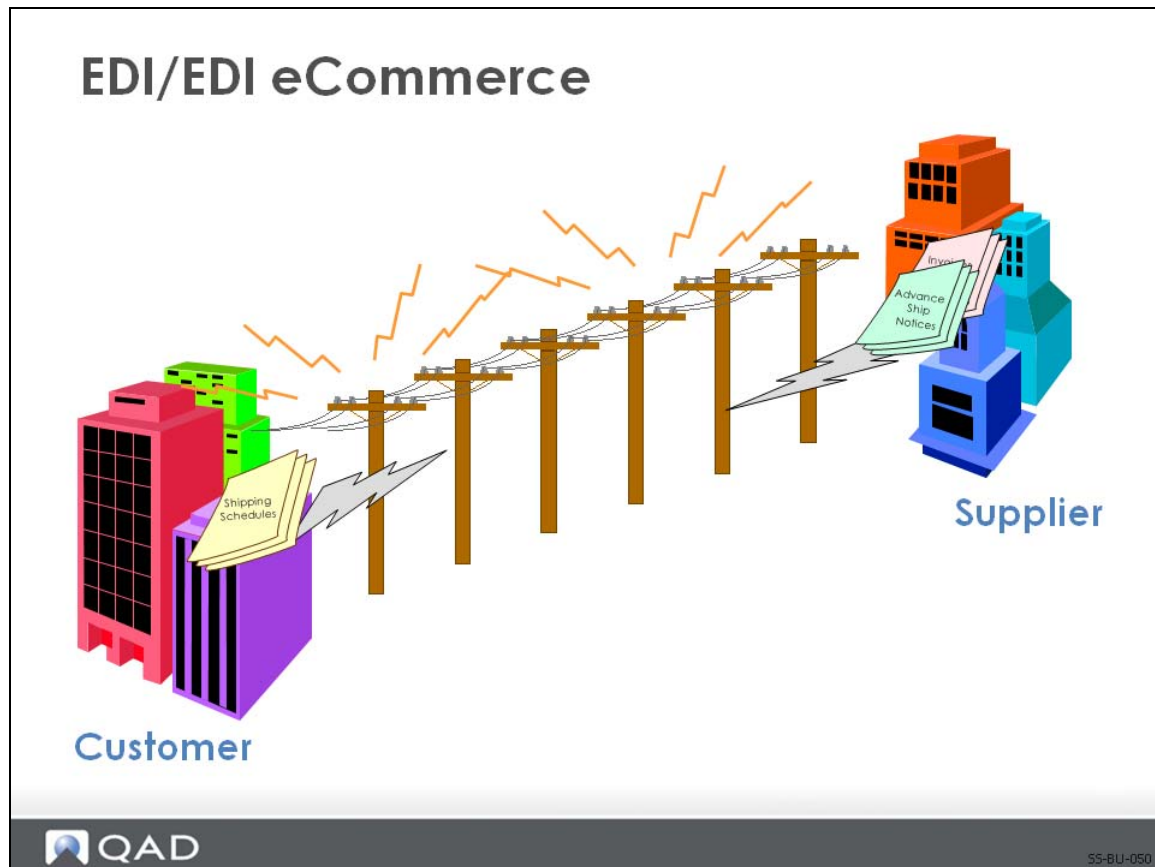 EDI/EDI eCommerce
Advance
Ship
Notices
Shipping
Schedules
Supplier
Customer
QAD
SS-BU-050